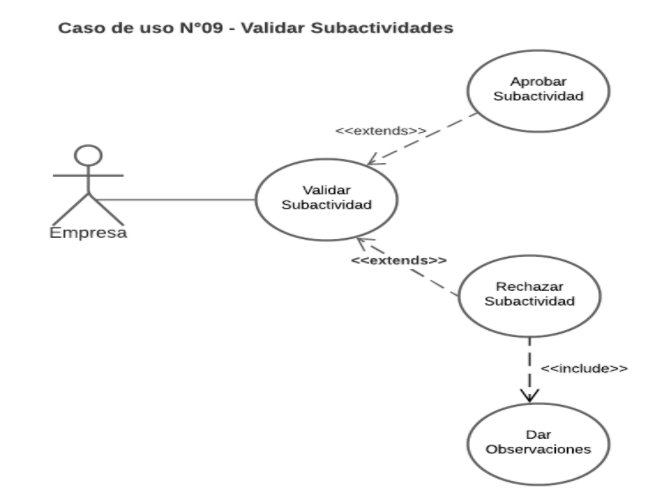 Caso de uso N°09 - Validar Subactividades
Aprobar
Subactividad
<<extends>>
Validar
Subactividad
Empresa
<<extends>>
Rechazar
Subactividad
<<include>>
Dar
Observaciones